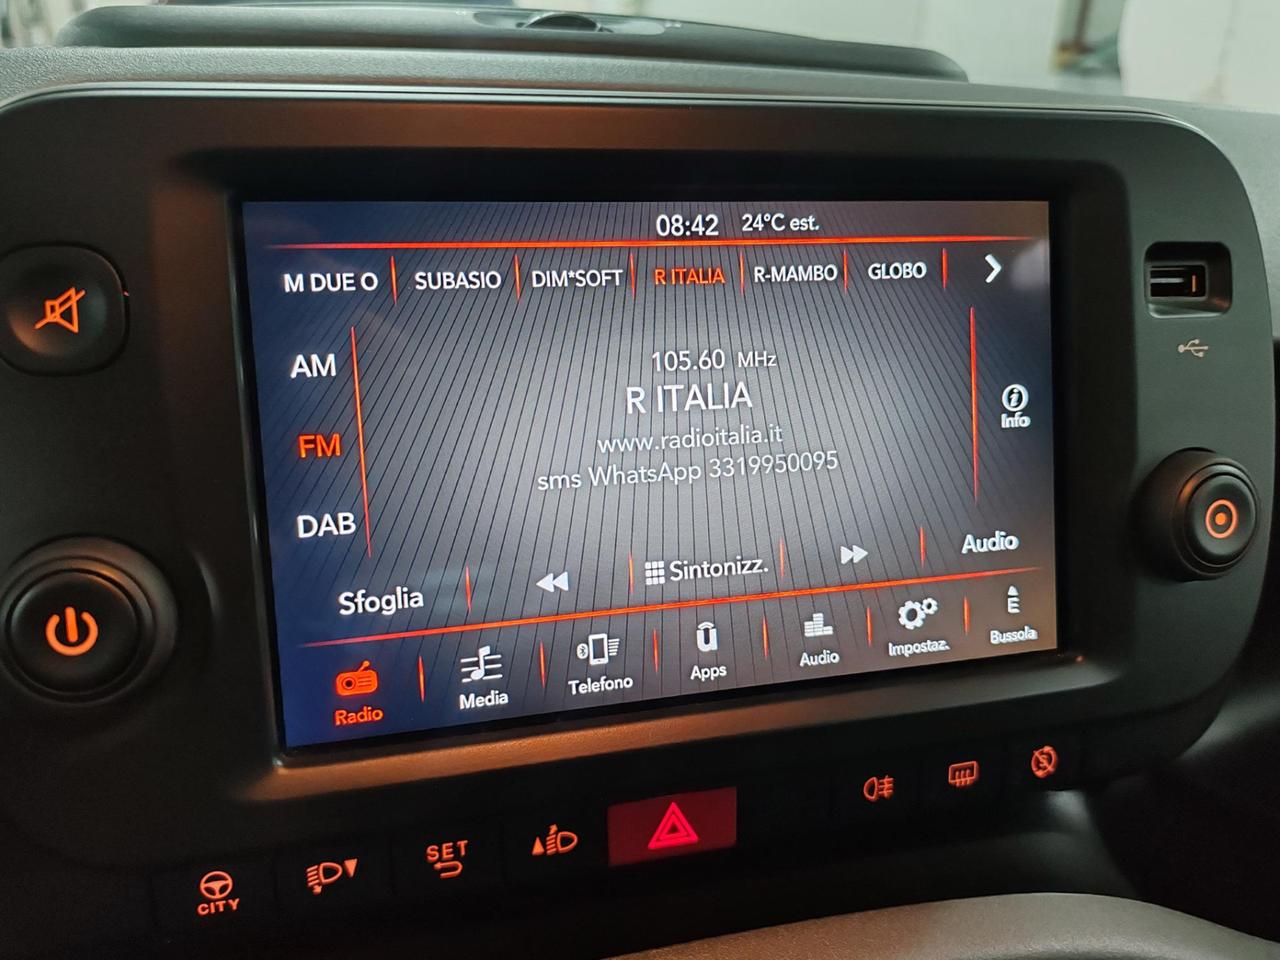 08:42 24°C est.
M DUE O SUBASIO DIM*SOFT R ITALIA R-MAMBO GLOBO
AM
105.60 MHz
R ITALIA
Info
FM
www.radioitalia.it
sms WhatsApp 3319950095
DAB
Sfoglia Sintonizz. Audio
Radio Media Telefono Apps Audio Impostaz. Bussola
E
CITY
SET